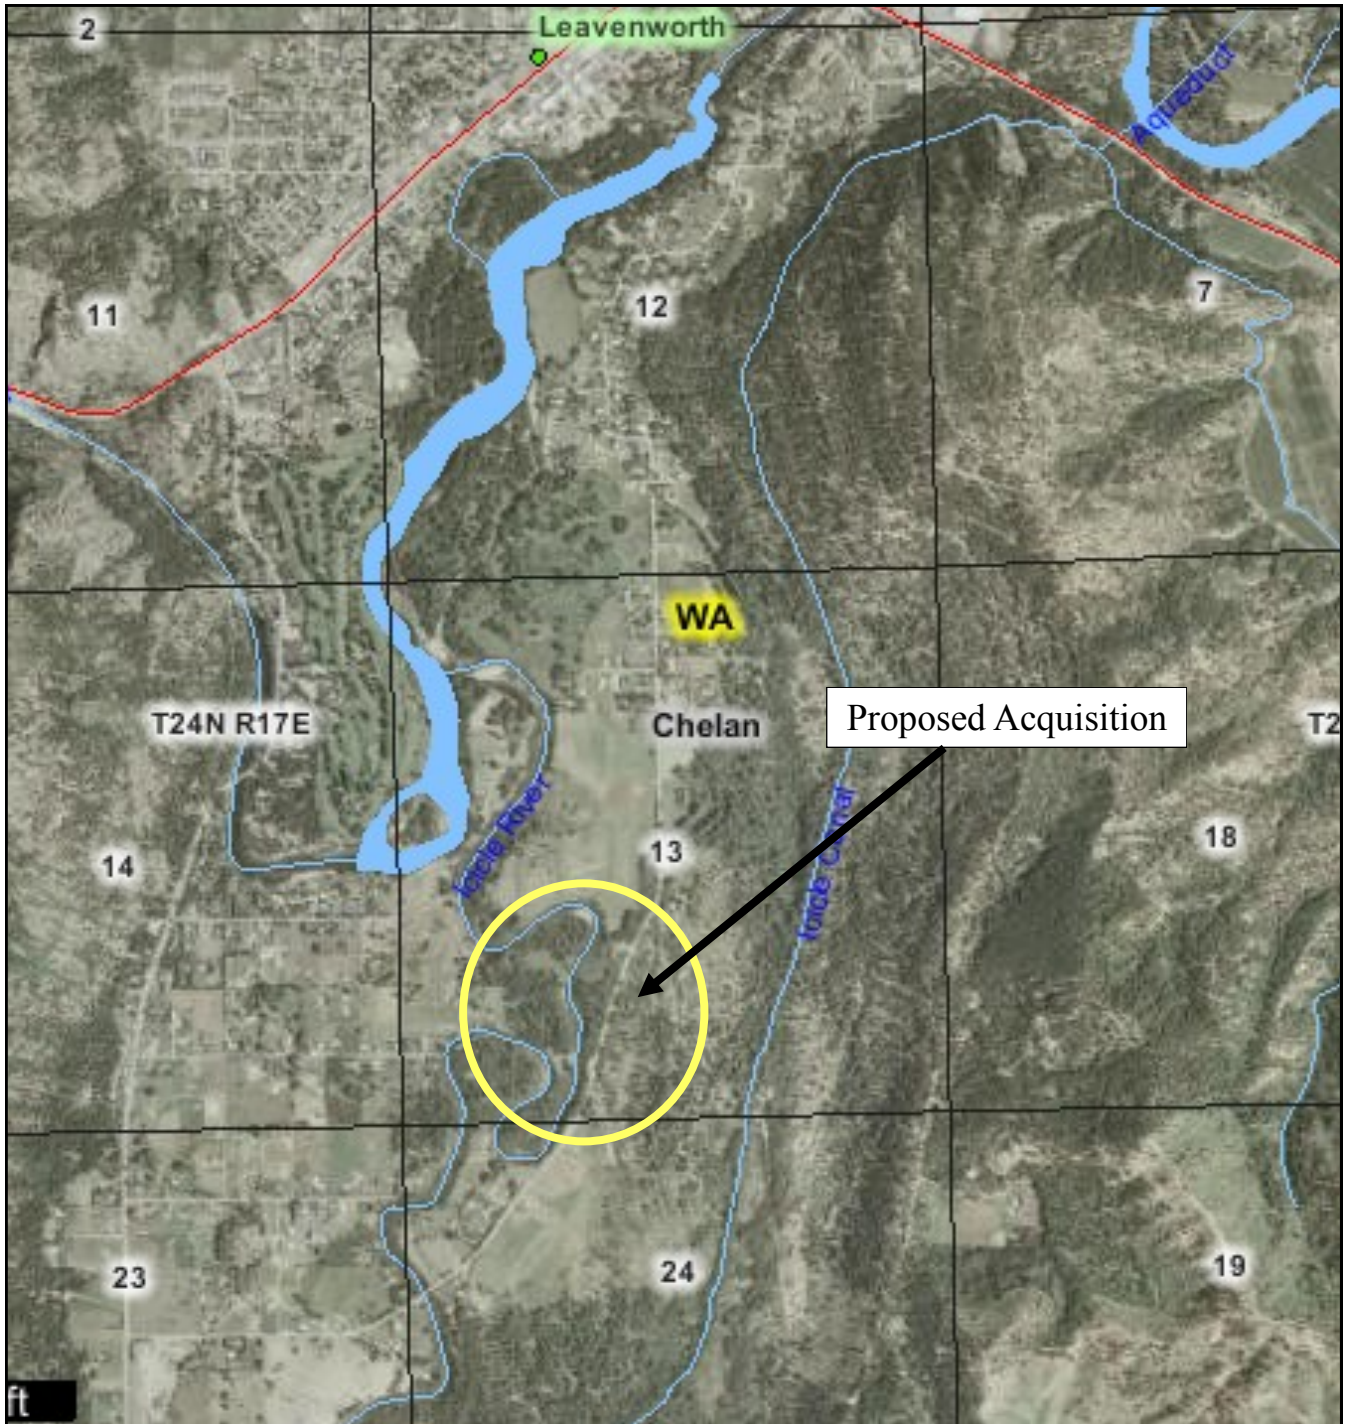 2
Leavenworth
Aqueduct
7
12
11
WA
T24N R17E
Chelan
Proposed Acquisition
T2
Icicle River
Icicle Canal
18
14
13
23
24
19
ft